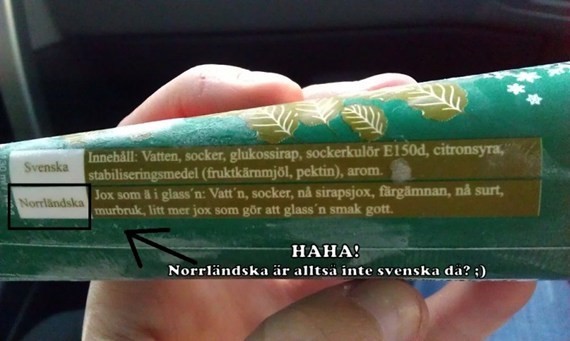 Svenska
Innehåll: Vatten, socker, glukossirap, sockerkulör E150d, citronsyra,
stabiliseringsmedel (fruktkärnmjöl, pektin), arom.
Norrländska
Jox som ä i glass´n: Vatt´n, socker, nå sirapsjox, färgämnan, nå surt,
murbruk, litt mer jox som gör att glass´n smak gott.
HAHA!
Norrländska är alltså inte svenska då? ;)